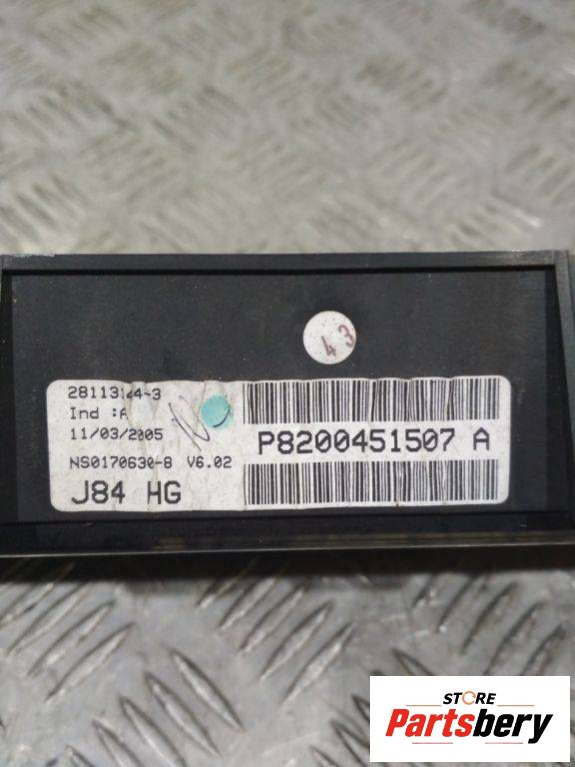 43
28113144-3
Ind :A
11/03/2005
P8200451507 A
NS0170630-8 V6.02
J84 HG
STORE
Partsbery